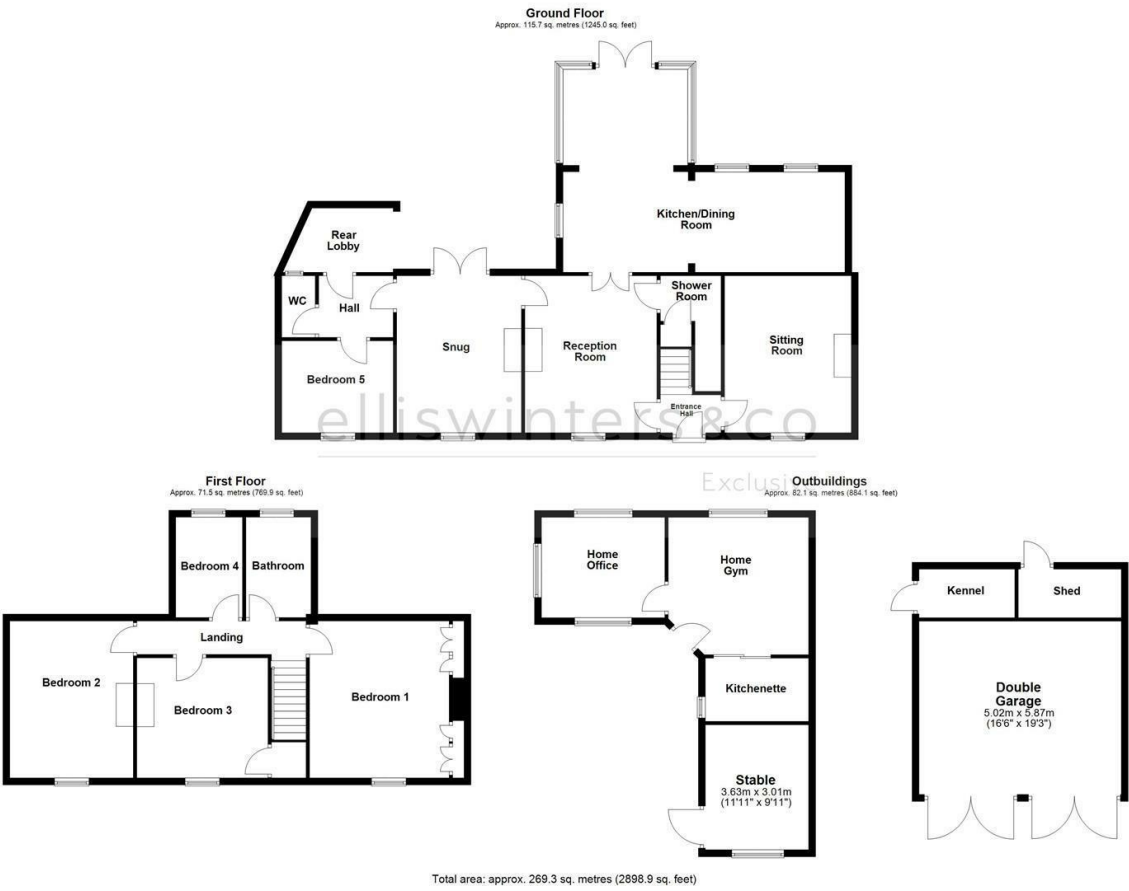 Ground Floor
Approx. 115.7 sq. metres (1245.0 sq. feet)
Kitchen/Dining
Room
Rear
Lobby
WC
Hall
Shower
Room
Snug
Reception
Room
Sitting
Room
Bedroom 5
Entrance
Hall
elliswinters&co
Exclusi
First Floor
Approx. 71.5 sq. metres (769.9 sq. feet)
Bedroom 4
Bathroom
Landing
Bedroom 2
Bedroom 3
Bedroom 1
Outbuildings
Approx. 82.1 sq. metres (884.1 sq. feet)
Home
Office
Home
Gym
Kitchenette
Stable
3.63m x 3.01m
(11'11" x 9'11")
Kennel
Shed
Double
Garage
5.02m x 5.87m
(16'6" x 19'3")
Total area: approx. 269.3 sq. metres (2898.9 sq. feet)